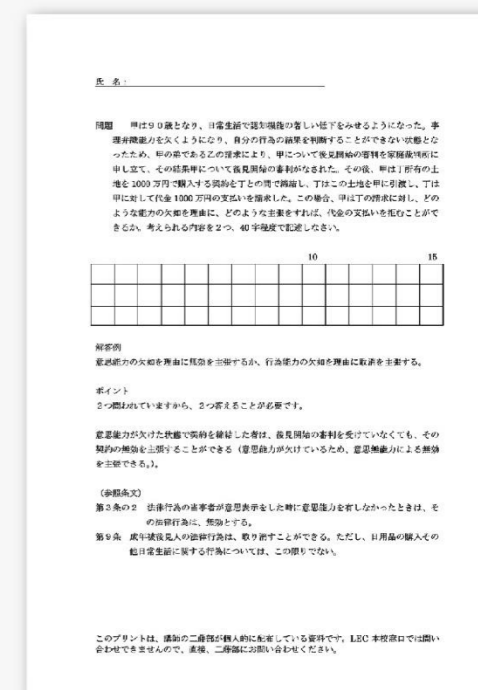 氏 名:
問題 甲は90歳となり、日常生活で認知機能の著しい低下をみせるようになった。事
理弁識能力を欠くようになり、自分の行為の結果を判断することができない状態とな
ったため、甲の弟である乙の請求により、甲について後見開始の審判を家庭裁判所に
申し立て、その結果甲について後見開始の審判がなされた。その後、甲は丁所有の土
地を1000万円で購入する契約を丁との間で締結し、丁はこの土地を甲に引渡し、丁は
甲に対して代金1000万円の支払いを請求した。この場合、甲は丁の請求に対し、どの
ような能力の欠如を理由に、どのような主張をすれば、代金の支払いを拒むことがで
きるか。考えられる内容を2つ、40字程度で記述しなさい。
10 15
解答例
意思能力の欠如を理由に無効を主張するか、行為能力の欠如を理由に取消を主張する。
ポイント
2つ問われていますから、2つ答えることが必要です。
意思能力が欠けた状態で契約を締結した者は、後見開始の審判を受けていなくても、その
契約の無効を主張することができる(意思能力が欠けているため、意思無能力による無効
を主張できる。)。
(参照条文)
第3条の2 法律行為の当事者が意思表示をした時に意思能力を有しなかったときは、そ
の法律行為は、無効とする。
第9条 成年被後見人の法律行為は、取り消すことができる。ただし、日用品の購入その
他日常生活に関する行為については、この限りでない。
このプリントは、講師の二藤部が個人的に配布している資料です。LEC本校窓口では問い
合わせできませんので、直接、二藤部にお問い合わせください。